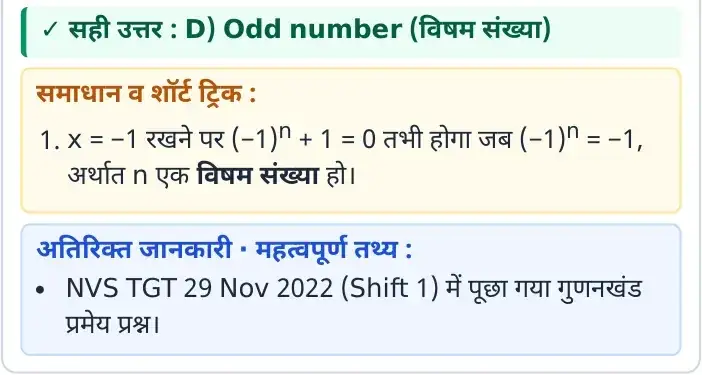 ✓ सही उत्तर : D) Odd number (विषम संख्या)
समाधान व शॉर्ट ट्रिक :
1. x = −1 रखने पर (−1)ⁿ + 1 = 0 तभी होगा जब (−1)ⁿ = −1,
अर्थात n एक विषम संख्या हो।
अतिरिक्त जानकारी · महत्वपूर्ण तथ्य :
• NVS TGT 29 Nov 2022 (Shift 1) में पूछा गया गुणनखंड
प्रमेय प्रश्न।